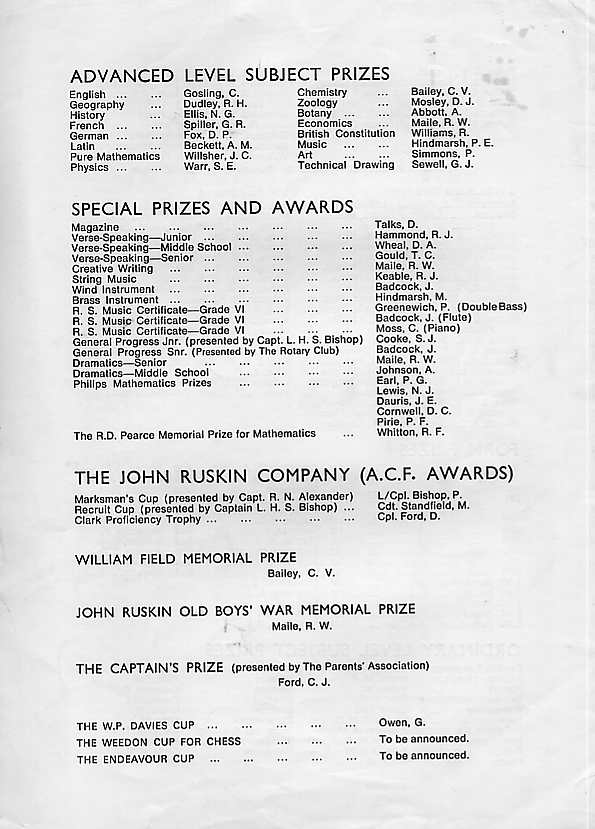 ADVANCED LEVEL SUBJECT PRIZES
English ... ... Gosling, C.
Geography ... Dudley, R. H.
History ... Ellis, N. G.
French ... ... Spiller, G. R.
German ... ... Fox, D. P.
Latin ... ... Beckett, A. M.
Pure Mathematics Willsher, J. C.
Physics ... ... Warr, S. E.
Chemistry ... Bailey, C. V.
Zoology ... Mosley, D. J.
Botany ... ... Abbott, A.
Economics ... Maile, R. W.
British Constitution Williams, R.
Music ... ... Hindmarsh, P. E.
Art ... ... Simmons, P.
Technical Drawing Sewell, G. J.
SPECIAL PRIZES AND AWARDS
Magazine ... ... ... ... ... ... ... Talks, D.
Verse-Speaking—Junior ... ... ... ... ... Hammond, R. J.
Verse-Speaking—Middle School ... ... ... ... Wheal, D. A.
Verse-Speaking—Senior ... ... ... ... ... Gould, T. C.
Creative Writing ... ... ... ... ... ... Maile, R. W.
String Music ... ... ... ... ... ... Keable, R. J.
Wind Instrument ... ... ... ... ... ... Badcock, J.
Brass Instrument ... ... ... ... ... ... Hindmarsh, M.
R. S. Music Certificate—Grade VI ... ... ... Greenewich, P. (Double Bass)
R. S. Music Certificate—Grade VI ... ... ... Badcock, J. (Flute)
R. S. Music Certificate—Grade VI ... ... ... Moss, C. (Piano)
General Progress Jnr. (presented by Capt. L. H. S. Bishop) Cooke, S. J.
General Progress Snr. (Presented by The Rotary Club) Badcock, J.
Dramatics—Senior ... ... ... ... ... Maile, R. W.
Dramatics—Middle School ... ... ... ... Johnson, A.
Philips Mathematics Prizes ... ... ... ... Earl, P. G.
Lewis, N. J.
Dauris, J. E.
Cornwell, D. C.
Pirie, P. F.
The R.D. Pearce Memorial Prize for Mathematics ... Whitton, R. F.
THE JOHN RUSKIN COMPANY (A.C.F. AWARDS)
Marksman's Cup (presented by Capt. R. N. Alexander) L/Cpl. Bishop, P.
Recruit Cup (presented by Captain L. H. S. Bishop) ... Cdt. Standfield, M.
Clark Proficiency Trophy ... ... ... ... ... Cpl. Ford, D.
WILLIAM FIELD MEMORIAL PRIZE
Bailey, C. V.
JOHN RUSKIN OLD BOYS' WAR MEMORIAL PRIZE
Maile, R. W.
THE CAPTAIN'S PRIZE (presented by The Parents' Association)
Ford, C. J.
THE W.P. DAVIES CUP ... ... ... ... ... Owen, G.
THE WEEDON CUP FOR CHESS ... ... ... To be announced.
THE ENDEAVOUR CUP ... ... ... ... ... To be announced.